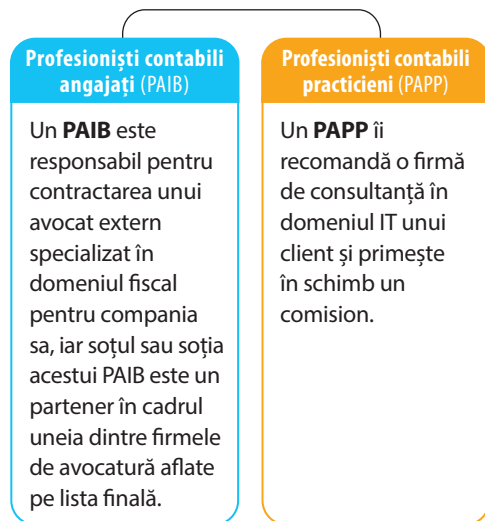 Profesioniști contabili
angajați (PAIB)
Un PAIB este
responsabil pentru
contractarea unui
avocat extern
specializat în
domeniul fiscal
pentru compania
sa, iar soțul sau soția
acestui PAIB este un
partener în cadrul
uneia dintre firmele
de avocatură aflate
pe lista finală.
Profesioniști contabili
practicieni (PAPP)
Un PAPP îi
recomandă o firmă
de consultanță în
domeniul IT unui
client și primește
în schimb un
comision.